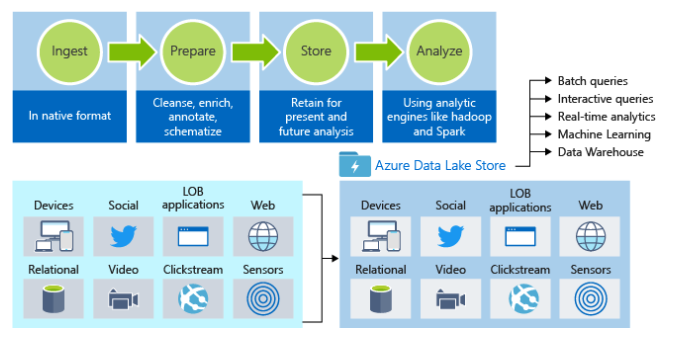 Ingest
Prepare
Store
Analyze
In native format
Cleanse, enrich,
annotate,
schematize
Retain for
present and
future analysis
Using analytic
engines like hadoop
and Spark
Batch queries
Interactive queries
Real-time analytics
Machine Learning
Data Warehouse
Azure Data Lake Store
Devices
Social
LOB
applications
Web
Relational
Video
Clickstream
Sensors
Devices
Social
LOB
applications
Web
Relational
Video
Clickstream
Sensors